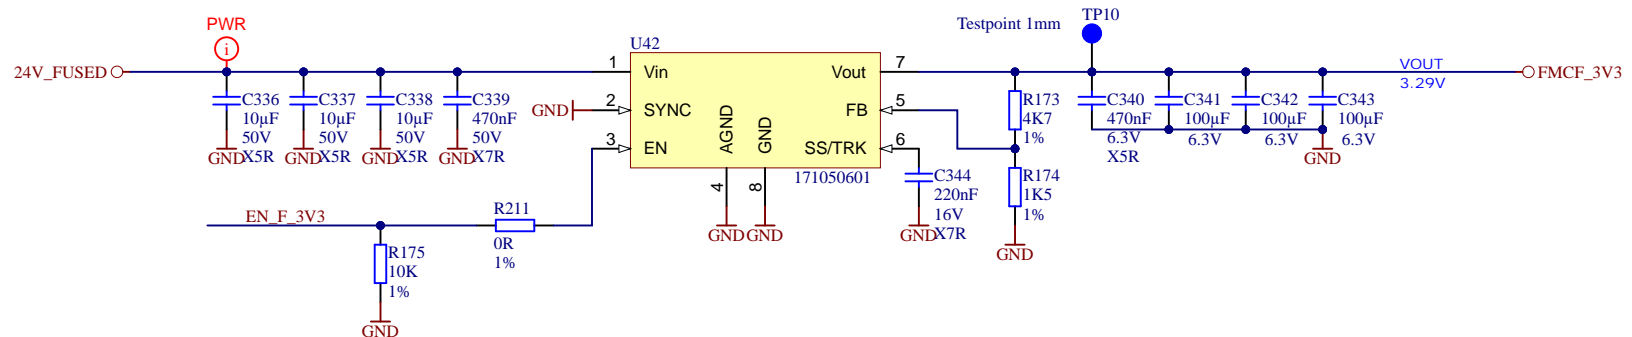 PWR
i
24V_FUSED
C336
10µF
50V
X5R
GND
C337
10µF
50V
X5R
GND
C338
10µF
50V
X5R
GND
C339
470nF
50V
X7R
GND
U42
1
Vin
2
SYNC
GND
3
EN
AGND
4
GND
GND
8
GND
Vout
7
FB
5
SS/TRK
6
171050601
C344
220nF
16V
X7R
GND
Testpoint 1mm
TP10
R173
4K7
1%
R174
1K5
1%
GND
C340
470nF
6.3V
X5R
C341
100µF
6.3V
C342
100µF
6.3V
C343
100µF
6.3V
GND
VOUT
3.29V
FMCF_3V3
EN_F_3V3
R211
0R
1%
R175
10K
1%
GND